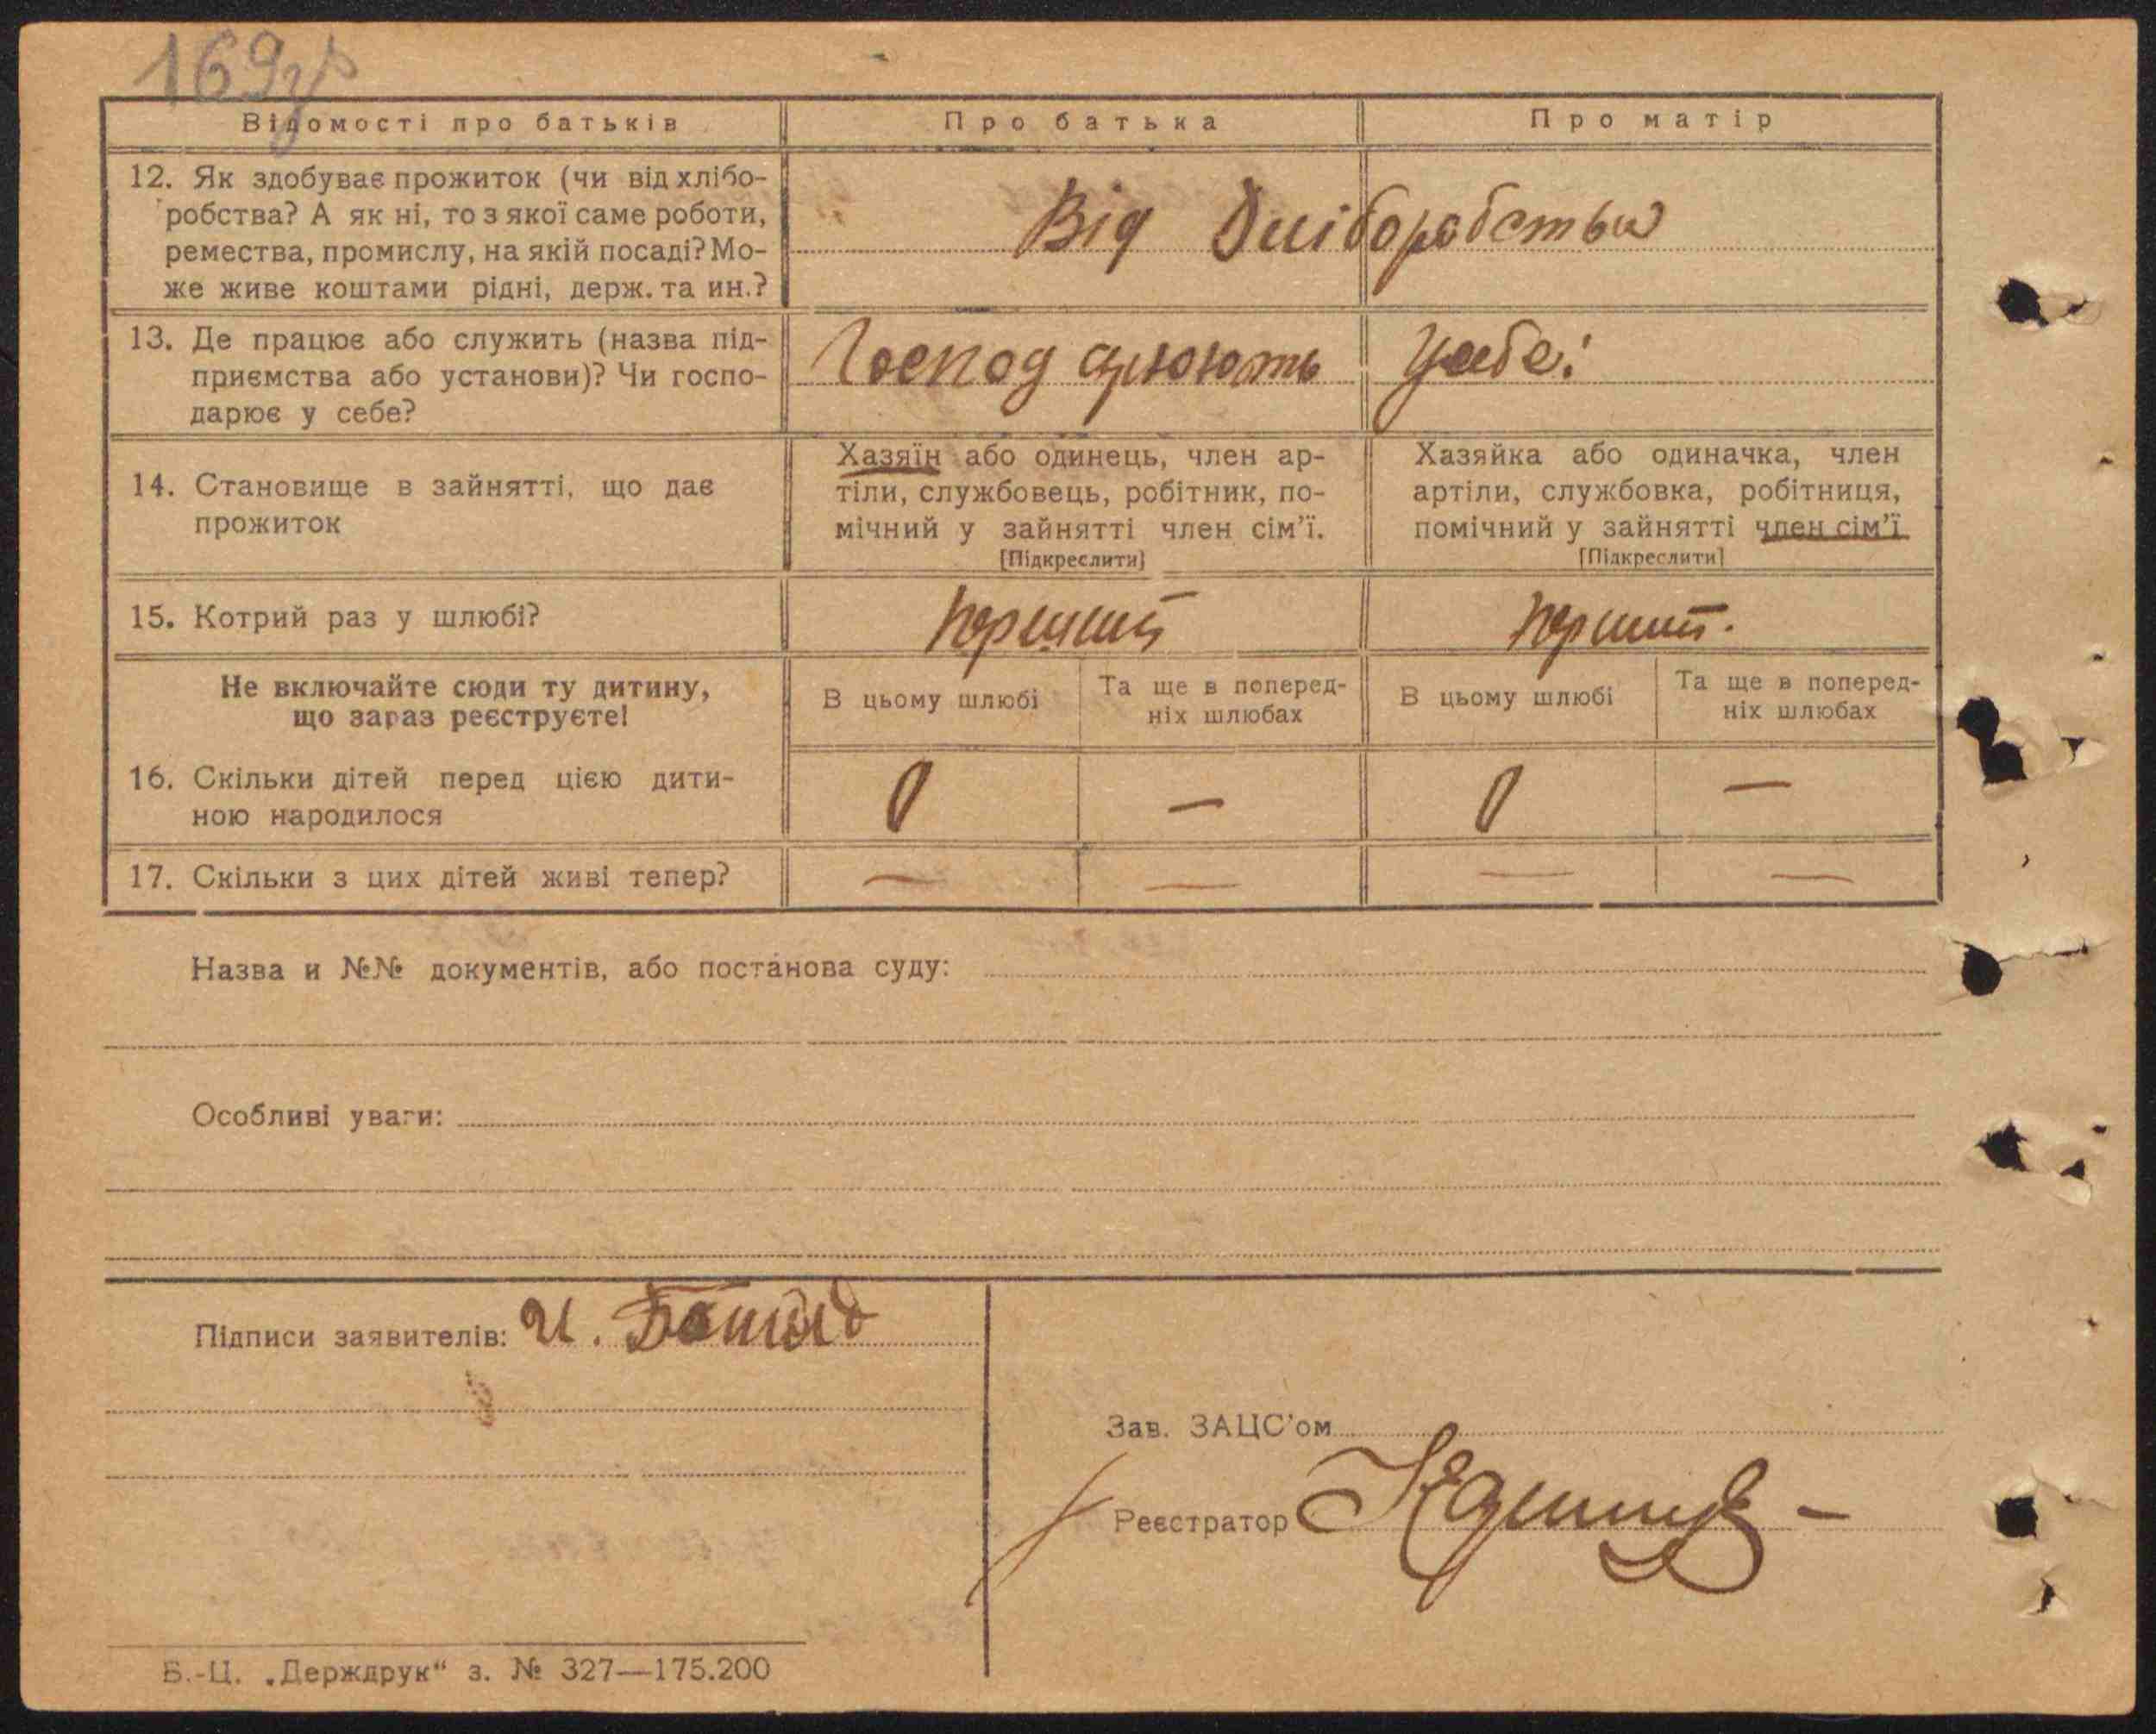 169зв
Відомості про батьків
Про батька
Про матір
12. Як здобуває прожиток (чи від хлібо-
робства? А як ні, то з якої саме роботи,
ремества, промислу, на якій посаді? Мо-
же живе коштами рідні, держ. та ин.?
Від хліборобства
13. Де працює або служить (назва під-
приємства або установи)? Чи госпо-
дарює у себе?
Господарюють
у себе:
14. Становище в зайнятті, що дає
прожиток
Хазяїн або одинець, член ар-
тіли, службовець, робітник, по-
мічний у зайнятті член сім’ї.
[Підкреслити]
Хазяйка або одиначка, член
артіли, службовка, робітниця,
помічний у зайнятті член сім’ї
[Підкреслити]
15. Котрий раз у шлюбі?
перший
перший.
Не включайте сюди ту дитину,
що зараз реєструєте!
В цьому шлюбі
Та ще в поперед-
ніх шлюбах
В цьому шлюбі
Та ще в поперед-
ніх шлюбах
16. Скільки дітей перед цією дити-
ною народилося
0
—
0
—
17. Скільки з цих дітей живі тепер?
—
—
—
—
Назва и №№ документів, або постанова суду:
Особливі уваги:
Підписи заявителів: И.
Зав. ЗАЦС’ом
Реєстратор
Б.-Ц. „Держдрук“ з. № 327—175.200